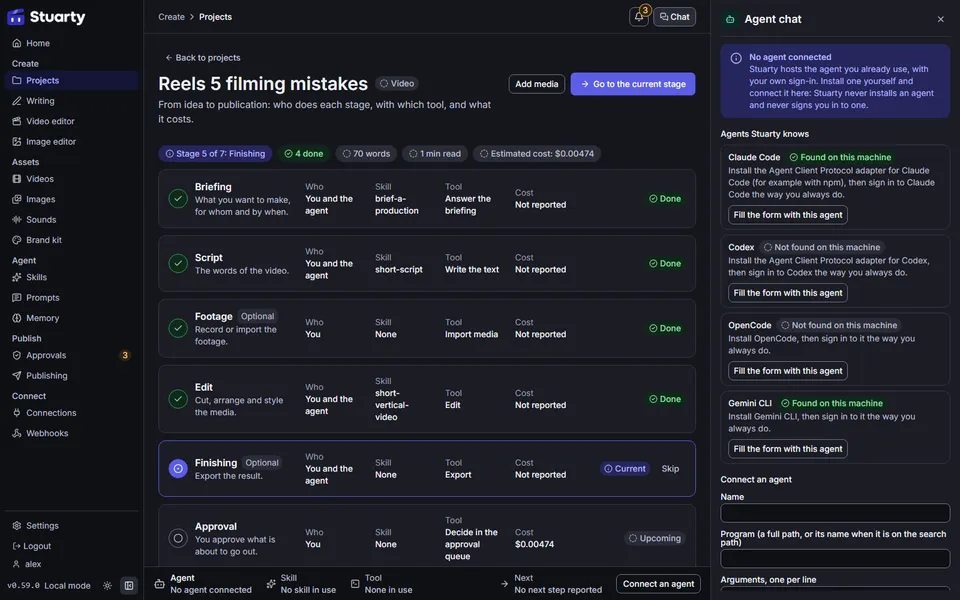 Stuarty
Home
Create
Projects
Writing
Video editor
Image editor
Assets
Videos
Images
Sounds
Brand kit
Agent
Skills
Prompts
Memory
Publish
Approvals 3
Publishing
Connect
Connections
Webhooks
Settings
Logout
alex
v0.59.0 Local mode
Create > Projects
3
Chat
← Back to projects
Reels 5 filming mistakes Video
Add media
→ Go to the current stage
From idea to publication: who does each stage, with which tool, and what
it costs.
Stage 5 of 7: Finishing 4 done 70 words 1 min read Estimated cost: $0.00474
Briefing
What you want to make,
for whom and by when.
Who
You and the
agent
Skill
brief-a-
production
Tool
Answer the
briefing
Cost
Not reported
Done
Script
The words of the video.
Who
You and the
agent
Skill
short-script
Tool
Write the text
Cost
Not reported
Done
Footage Optional
Record or import the
footage.
Who
You
Skill
None
Tool
Import media
Cost
Not reported
Done
Edit
Cut, arrange and style
the media.
Who
You and the
agent
Skill
short-
vertical-
video
Tool
Edit
Cost
Not reported
Done
Finishing Optional
Export the result.
Who
You and the
agent
Skill
None
Tool
Export
Cost
Not reported
Current
Skip
Approval
You approve what is
about to go out.
Who
You
Skill
None
Tool
Decide in the
approval
queue
Cost
$0.00474
Upcoming
Agent
No agent connected
Skill
No skill in use
Tool
None in use
→ Next
No next step reported
Connect an agent
Agent chat
No agent connected
Stuarty hosts the agent you already use, with
your own sign-in. Install one yourself and
connect it here: Stuarty never installs an agent
and never signs you in to one.
Agents Stuarty knows
Claude Code Found on this machine
Install the Agent Client Protocol adapter for Claude
Code (for example with npm), then sign in to Claude
Code the way you always do.
Fill the form with this agent
Codex Not found on this machine
Install the Agent Client Protocol adapter for Codex,
then sign in to Codex the way you always do.
Fill the form with this agent
OpenCode Not found on this machine
Install OpenCode, then sign in to it the way you
always do.
Fill the form with this agent
Gemini CLI Found on this machine
Install Gemini CLI, then sign in to it the way you
always do.
Fill the form with this agent
Connect an agent
Name
Program (a full path, or its name when it is on the search
path)
Arguments, one per line